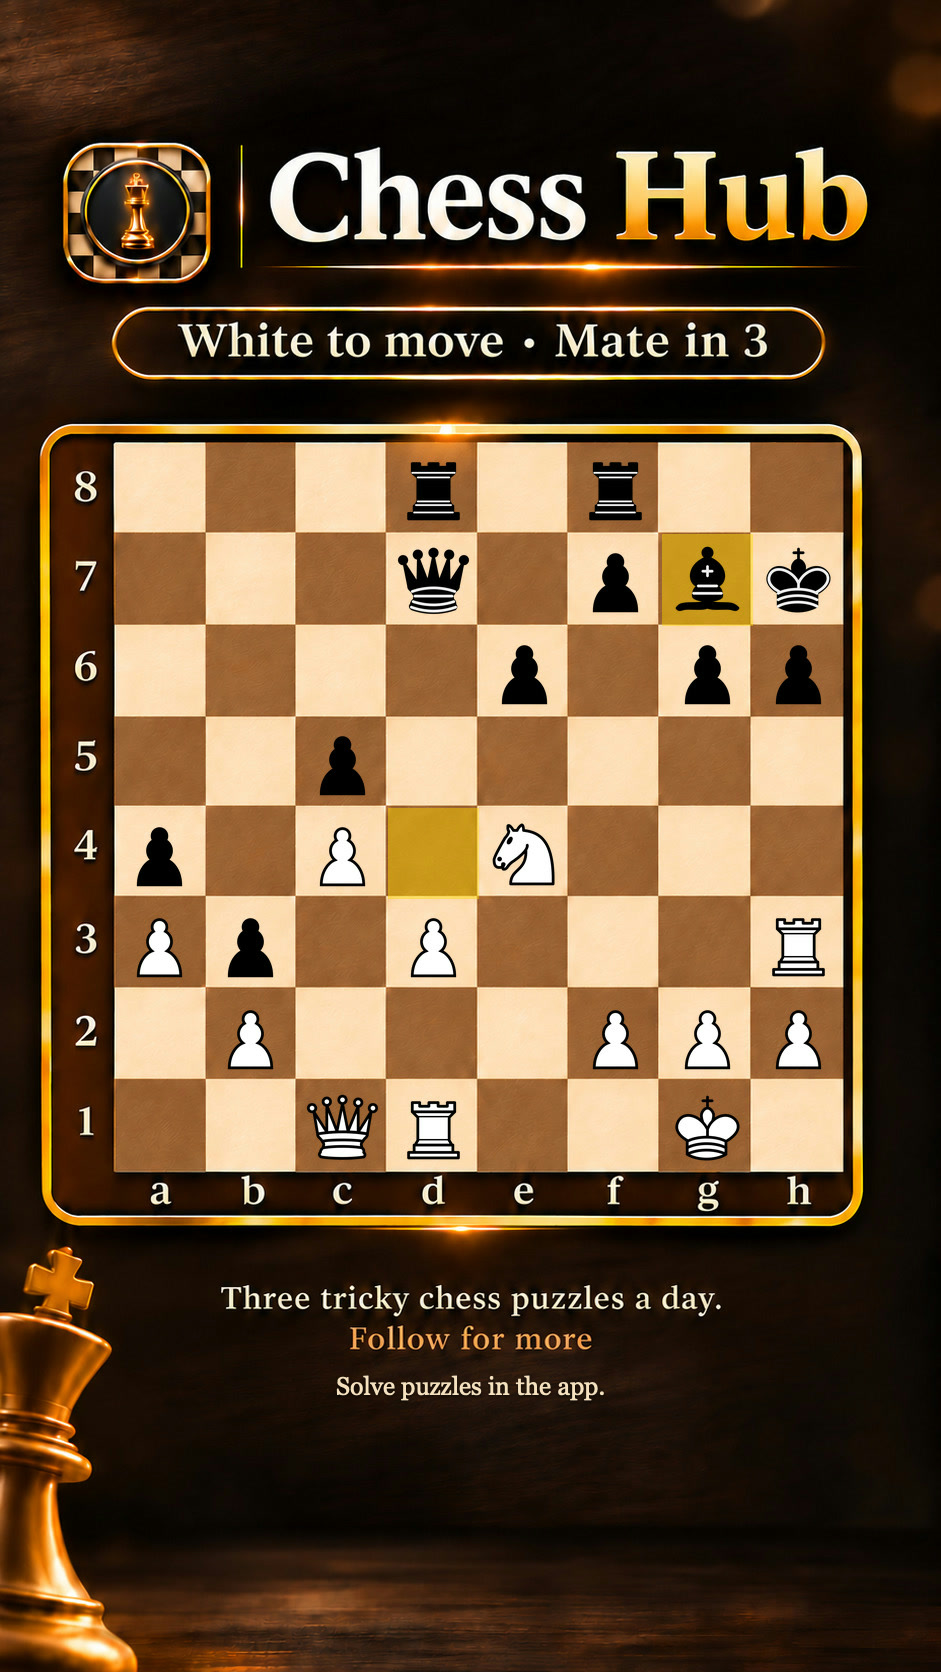 Chess Hub
White to move • Mate in 3
8
7
6
5
4
3
2
1
a b c d e f g h
Three tricky chess puzzles a day.
Follow for more
Solve puzzles in the app.